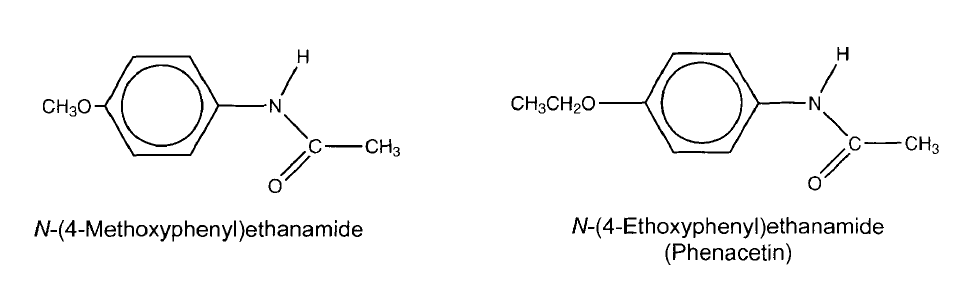 H
CH3O
N
C
CH3
O
N-(4-Methoxyphenyl)ethanamide
H
CH3CH2O
N
C
CH3
O
N-(4-Ethoxyphenyl)ethanamide
(Phenacetin)